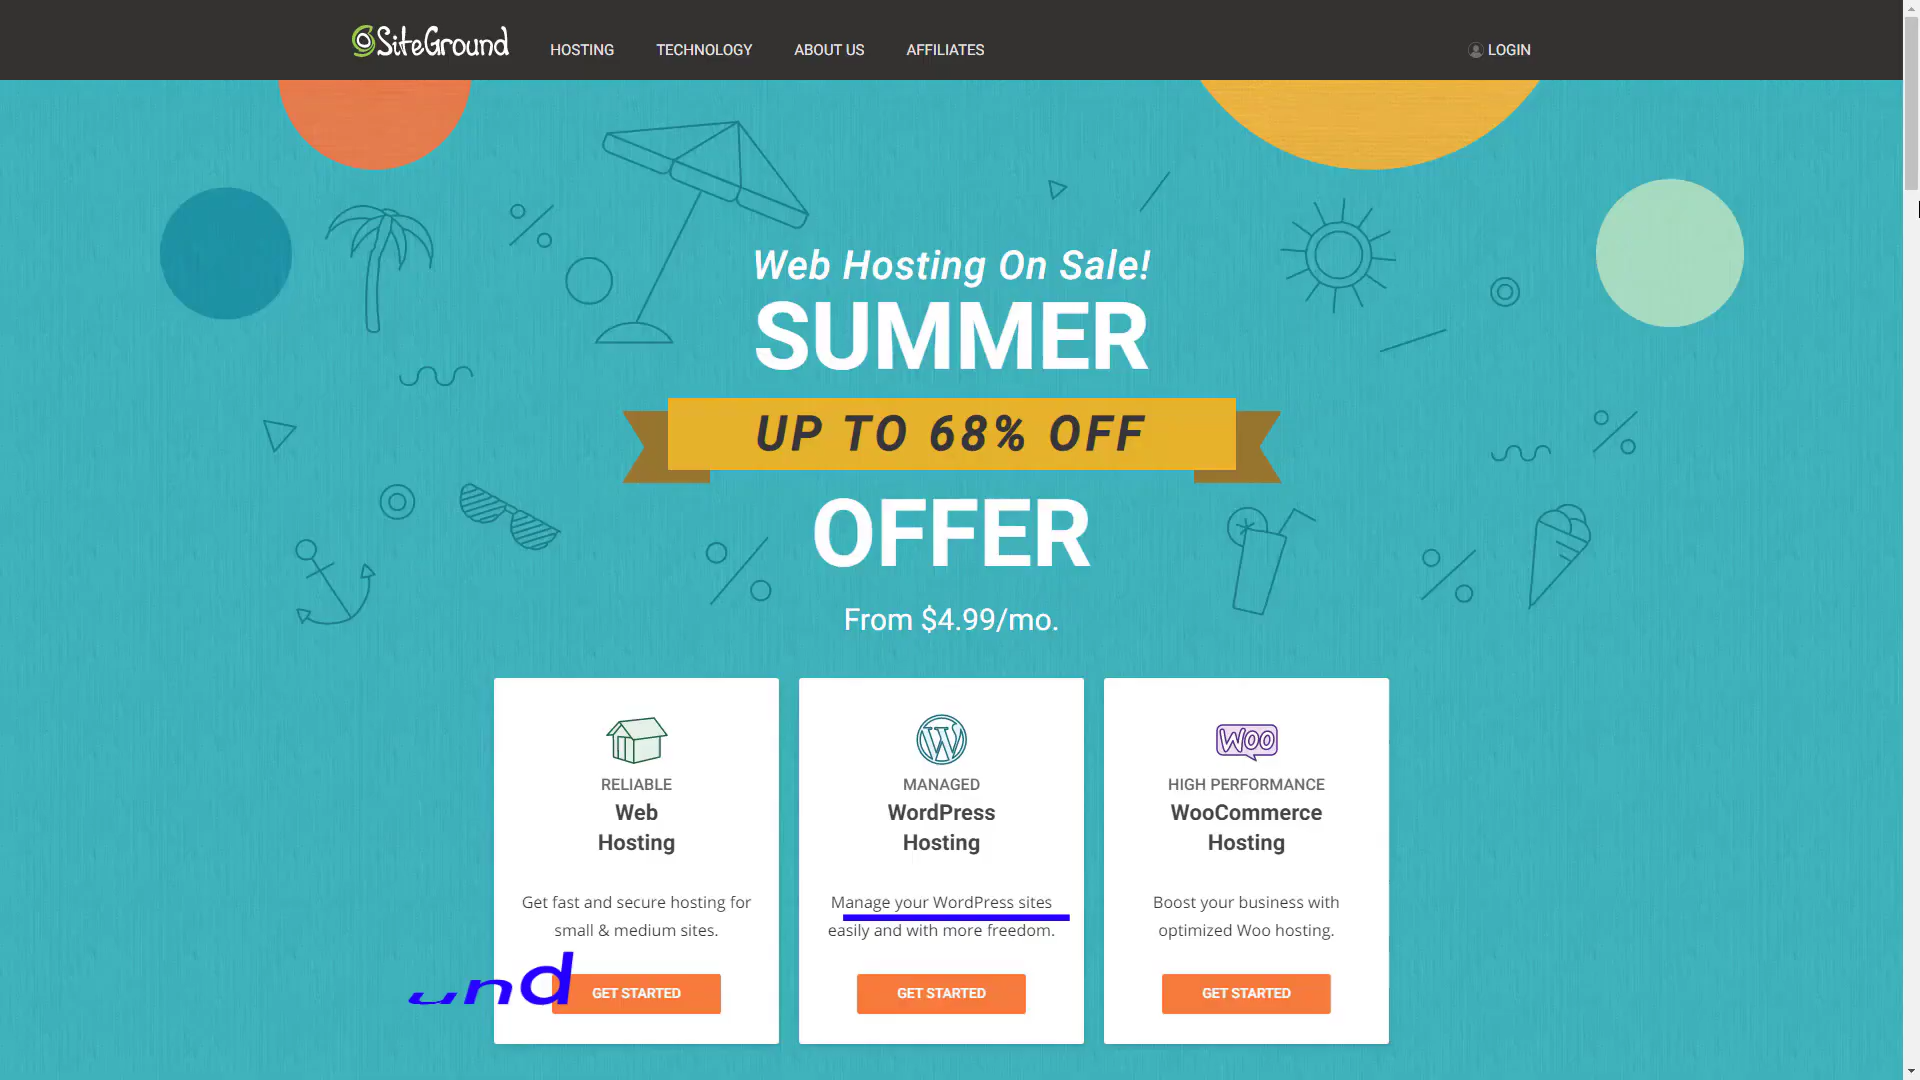 SiteGround
HOSTING
TECHNOLOGY
ABOUT US
AFFILIATES
LOGIN
Web Hosting On Sale!
SUMMER
UP TO 68% OFF
OFFER
From $4.99/mo.
RELIABLE
Web
Hosting
Get fast and secure hosting for
small & medium sites.
GET STARTED
MANAGED
WordPress
Hosting
Manage your WordPress sites
easily and with more freedom.
GET STARTED
WOO
HIGH PERFORMANCE
WooCommerce
Hosting
Boost your business with
optimized Woo hosting.
GET STARTED
und